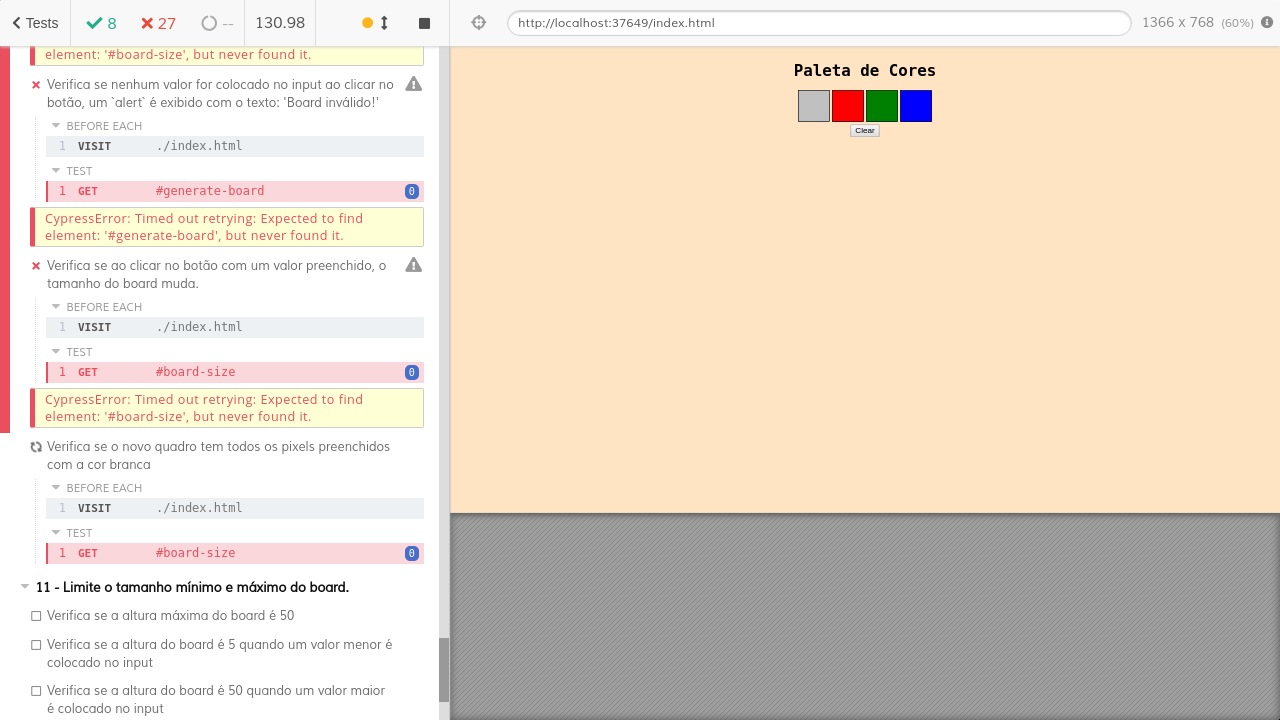 Tests 8 27 -- 130.98
http://localhost:37649/index.html 1366 x 768 (60%)
element: '#board-size', but never found it.
Verifica se nenhum valor for colocado no input ao clicar no
botão, um `alert` é exibido com o texto: 'Board inválido!'
BEFORE EACH
1 VISIT ./index.html
TEST
1 GET #generate-board 0
CypressError: Timed out retrying: Expected to find
element: '#generate-board', but never found it.
Verifica se ao clicar no botão com um valor preenchido, o
tamanho do board muda.
BEFORE EACH
1 VISIT ./index.html
TEST
1 GET #board-size 0
CypressError: Timed out retrying: Expected to find
element: '#board-size', but never found it.
Verifica se o novo quadro tem todos os pixels preenchidos
com a cor branca
BEFORE EACH
1 VISIT ./index.html
TEST
1 GET #board-size 0
11 - Limite o tamanho mínimo e máximo do board.
Verifica se a altura máxima do board é 50
Verifica se a altura do board é 5 quando um valor menor é
colocado no input
Verifica se a altura do board é 50 quando um valor maior
é colocado no input
Paleta de Cores
Clear